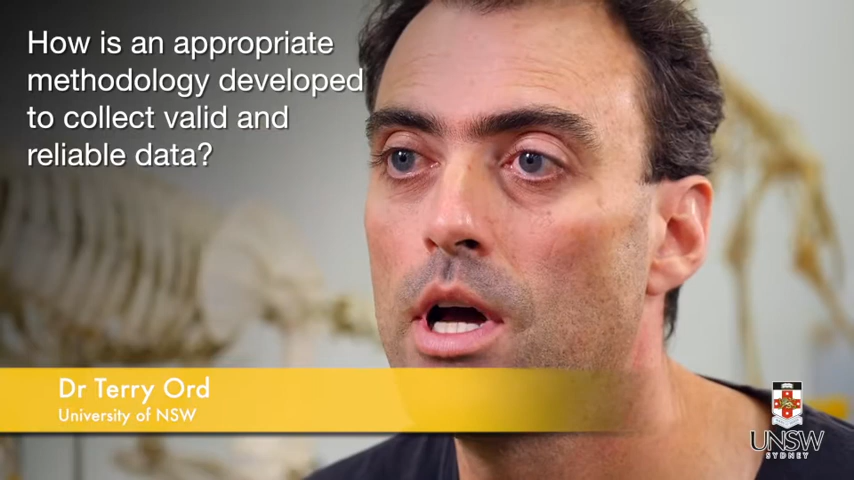 How is an appropriate
methodology developed
to collect valid and
reliable data?
Dr Terry Ord
University of NSW
UNSW
SYDNEY